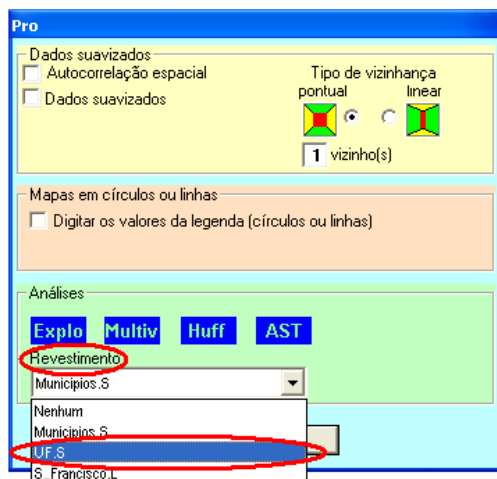 Pro
Dados suavizados
Autocorrelação espacial
Dados suavizados
Tipo de vizinhança
pontual linear
1 vizinho(s)
Mapas em círculos ou linhas
Digitar os valores da legenda (círculos ou linhas)
Análises
Explo Multiv Huff AST
Revestimento
Municipios.S
Nenhum
Municipios.S
UF.S
S_Francisco.L